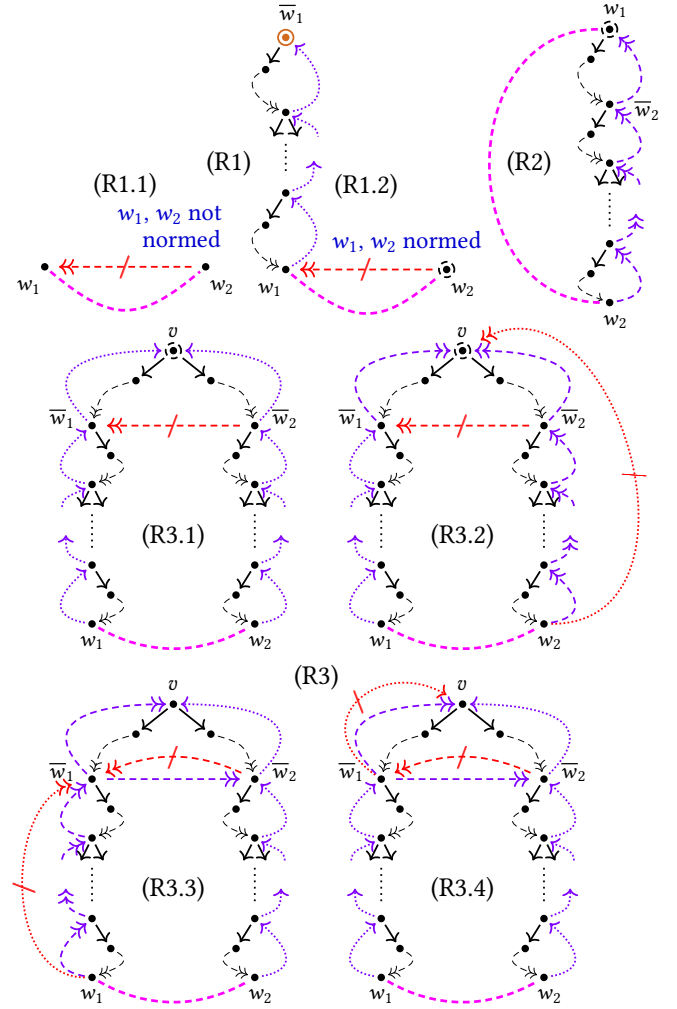 w̅₁
w₁
w̅₂
(R1)
(R2)
(R1.1)
(R1.2)
w₁, w₂ not
normed
w₁, w₂ normed
w₁
w₂
w₁
w₂
w₂
v
v
w̅₁
w̅₂
w̅₁
w̅₂
(R3.1)
(R3.2)
w₁
w₂
w₁
w₂
(R3)
v
v
w̅₁
w̅₂
w̅₁
w̅₂
(R3.3)
(R3.4)
w₁
w₂
w₁
w₂